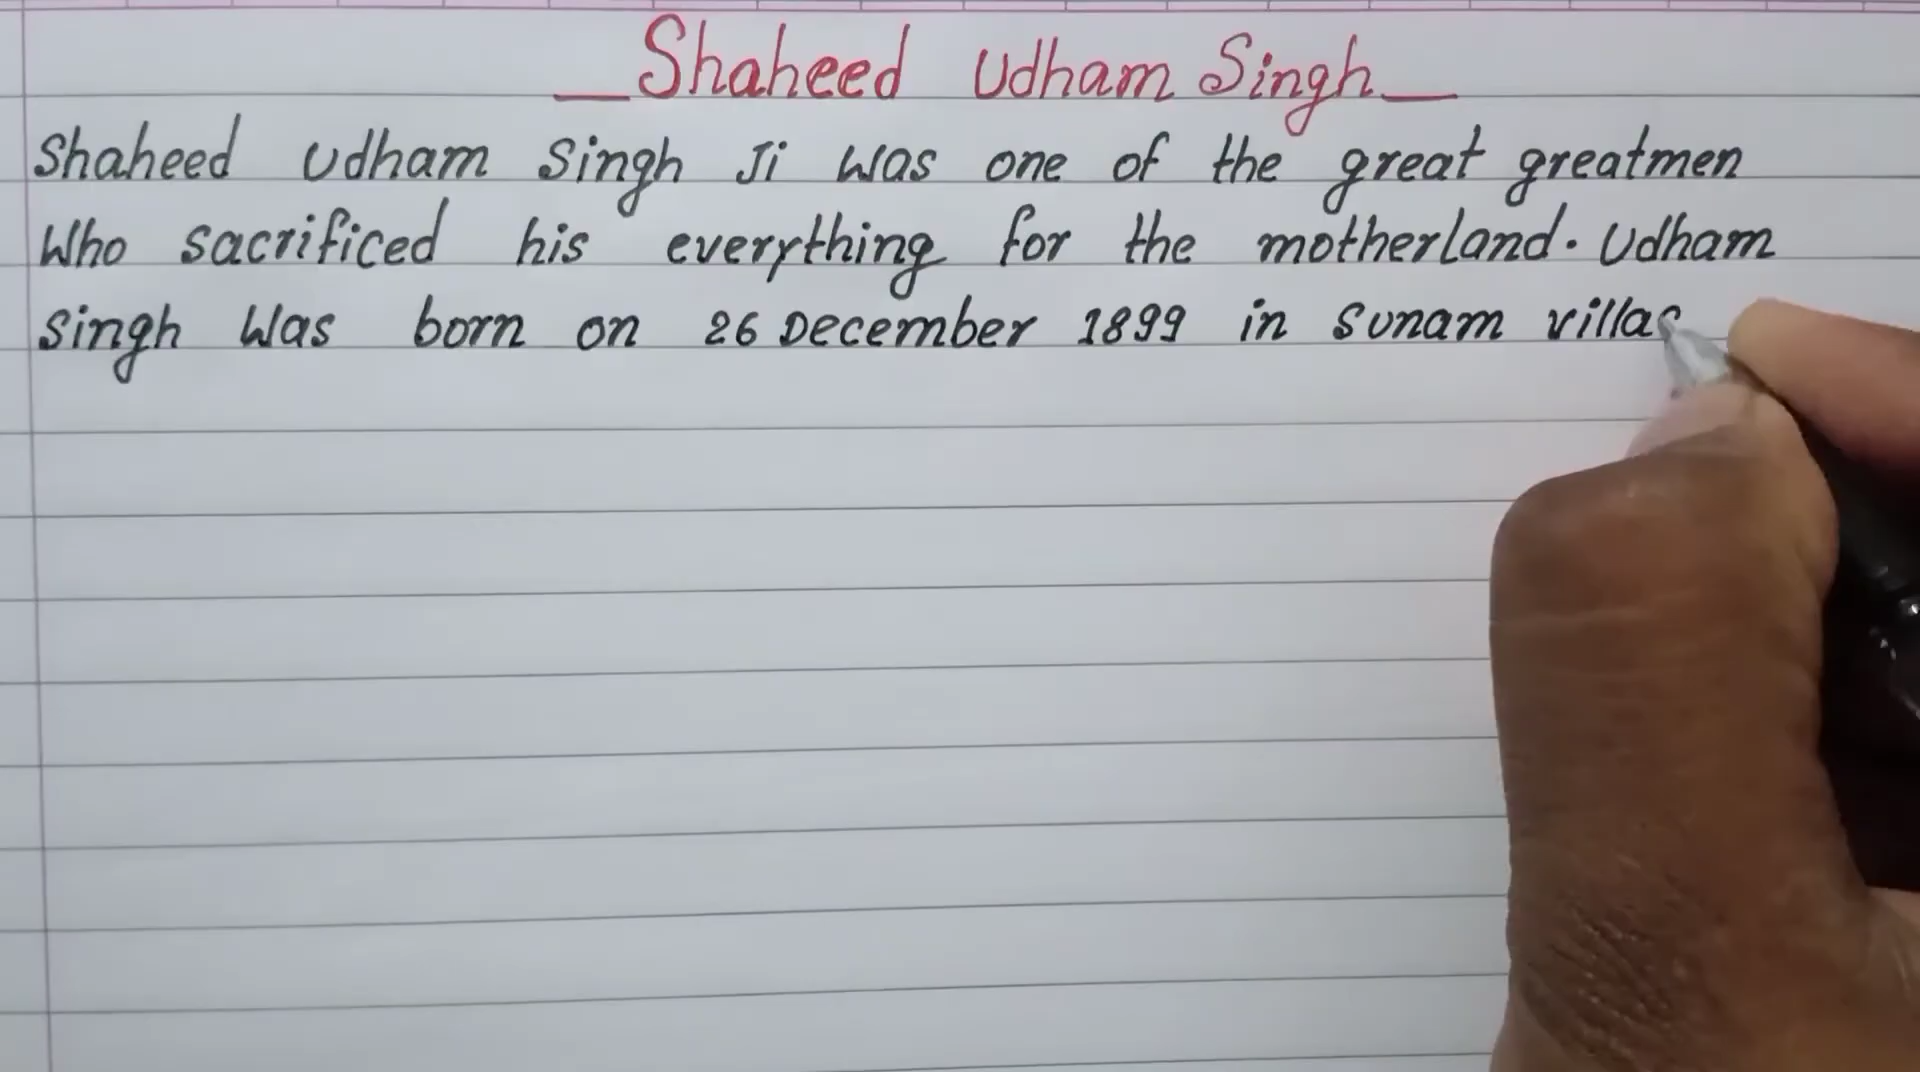 Shaheed Udham Singh
Shaheed Udham Singh Ji was one of the great greatmen
Who sacrificed his everything for the motherland. Udham
Singh Was born on 26 December 1899 in Sunam